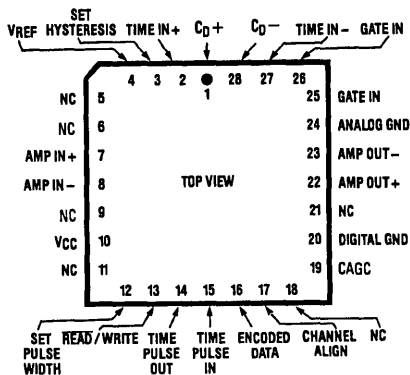 SET
VREF HYSTERESIS TIME IN+ CD+ CD− TIME IN− GATE IN
4 3 2 1 28 27 26
NC 5 25 GATE IN
NC 6 24 ANALOG GND
AMP IN+ 7 23 AMP OUT−
AMP IN− 8 TOP VIEW 22 AMP OUT+
NC 9 21 NC
VCC 10 20 DIGITAL GND
NC 11 19 CAGC
12 13 14 15 16 17 18
SET READ/WRITE TIME TIME ENCODED CHANNEL NC
PULSE PULSE PULSE DATA ALIGN
WIDTH OUT IN